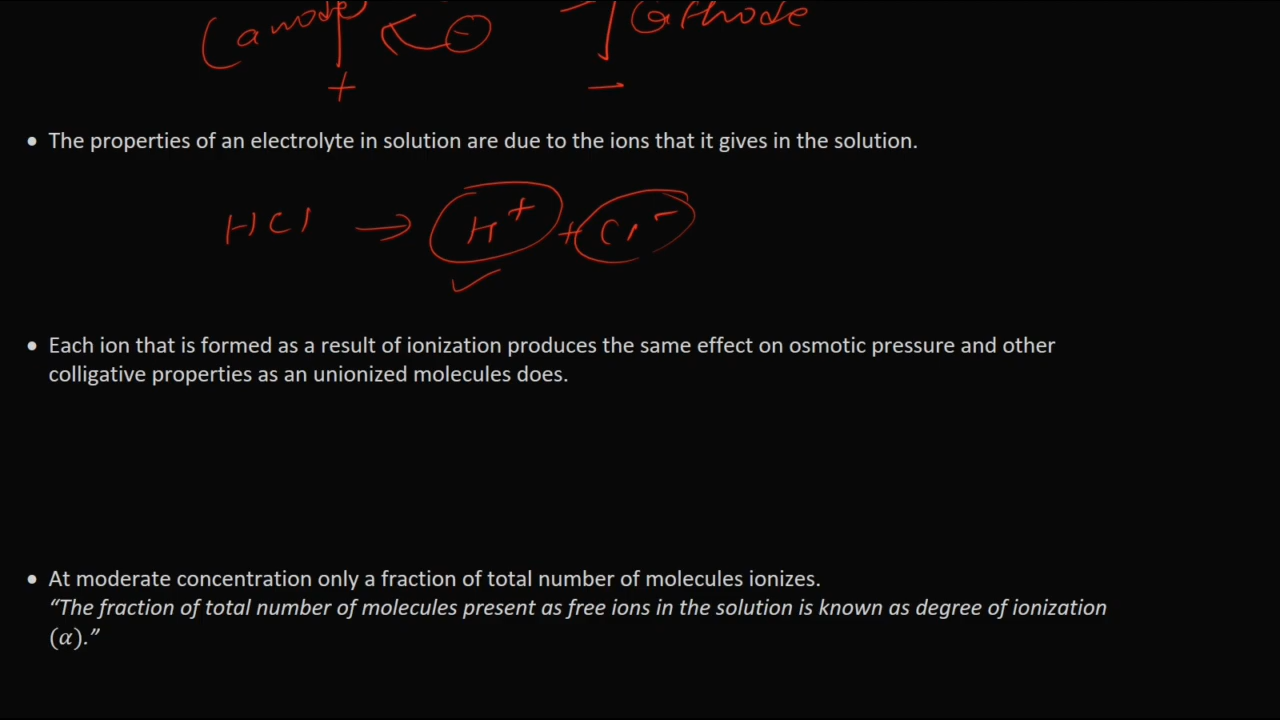 (anode) ⊖ Cathode
+ −
• The properties of an electrolyte in solution are due to the ions that it gives in the solution.
HCl → H⁺ + Cl⁻
• Each ion that is formed as a result of ionization produces the same effect on osmotic pressure and other
colligative properties as an unionized molecules does.
• At moderate concentration only a fraction of total number of molecules ionizes.
“The fraction of total number of molecules present as free ions in the solution is known as degree of ionization
(α).”